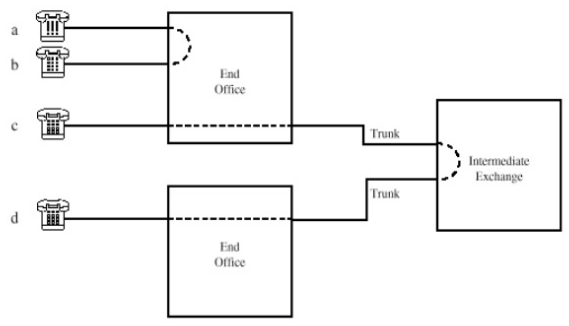 a
b
End
Office
c
Trunk
Intermediate
Exchange
Trunk
d
End
Office